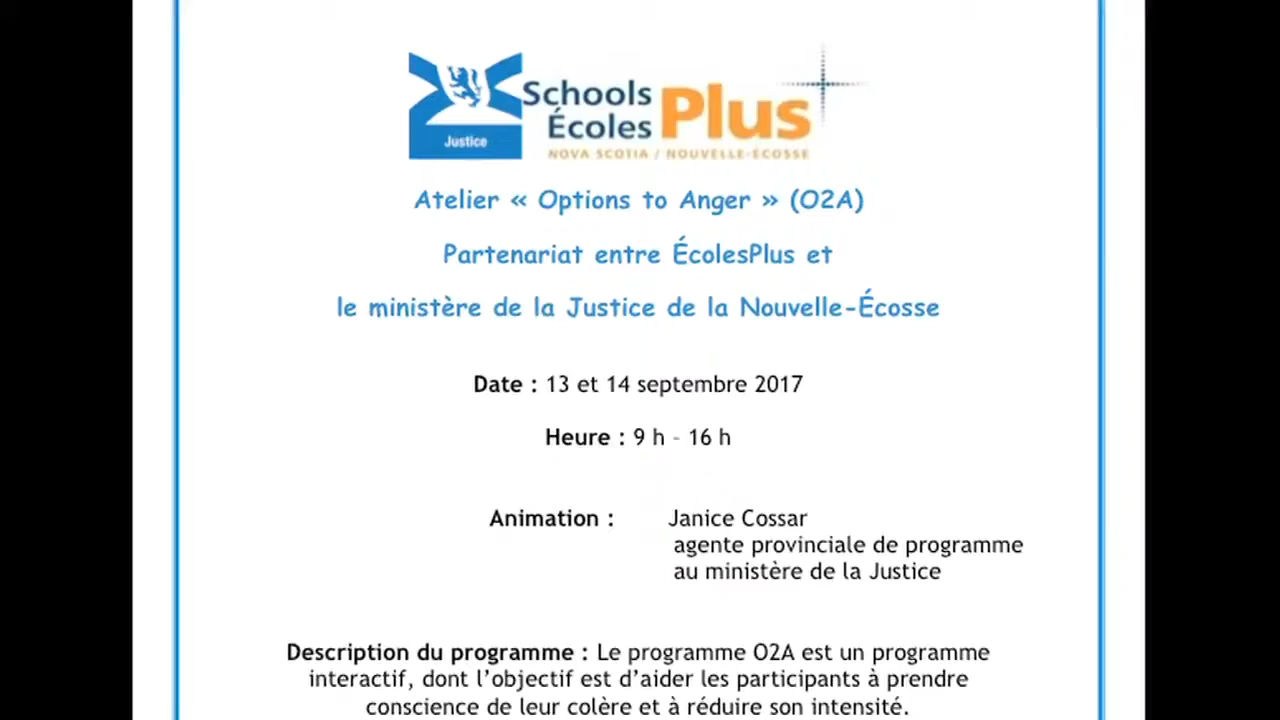 Justice
Schools
Écoles
Plus
NOVA SCOTIA / NOUVELLE-ÉCOSSE
Atelier « Options to Anger » (O2A)
Partenariat entre ÉcolesPlus et
le ministère de la Justice de la Nouvelle-Écosse
Date : 13 et 14 septembre 2017
Heure : 9 h - 16 h
Animation : Janice Cossar
agente provinciale de programme
au ministère de la Justice
Description du programme : Le programme O2A est un programme
interactif, dont l’objectif est d’aider les participants à prendre
conscience de leur colère et à réduire son intensité.